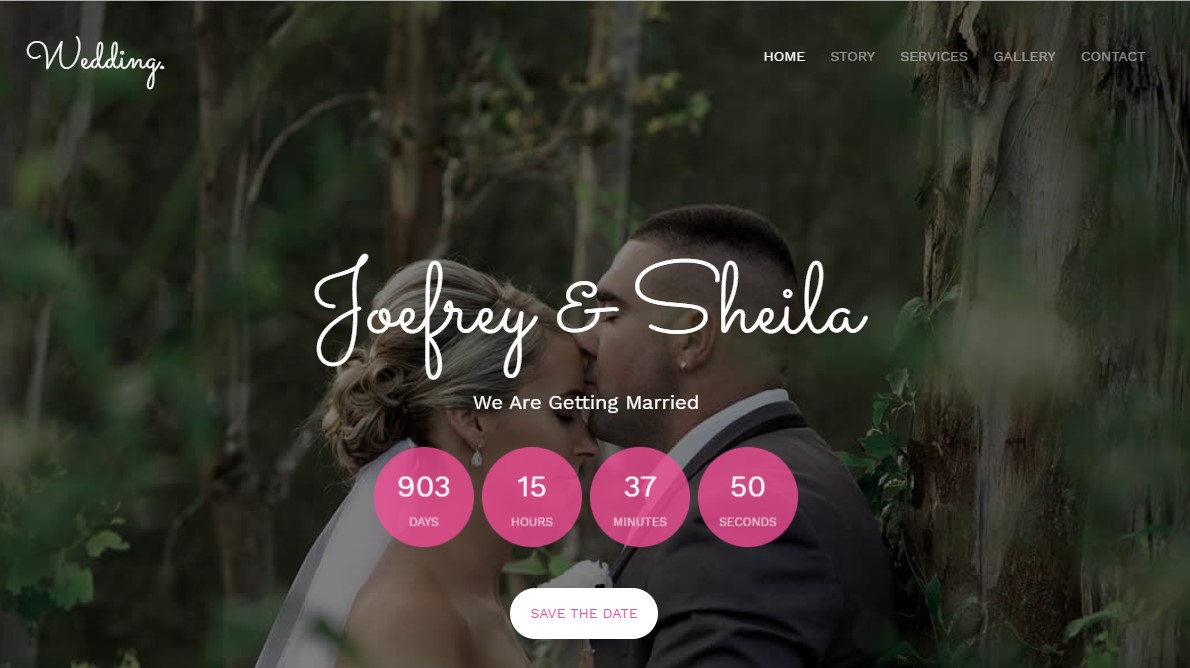 Wedding.
HOME STORY SERVICES GALLERY CONTACT
Joefrey & Sheila
We Are Getting Married
903 15 37 50
DAYS HOURS MINUTES SECONDS
SAVE THE DATE